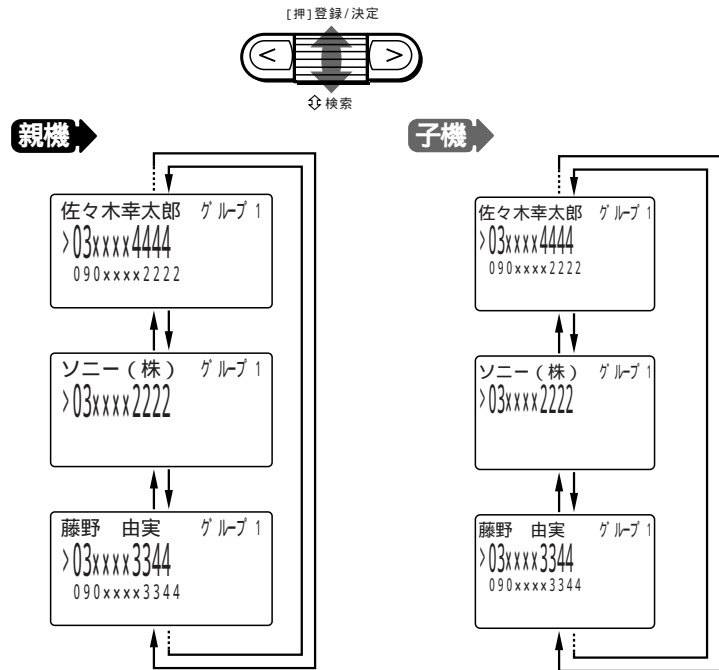 [押]登録/決定
< >
⇕検索
親機
佐々木幸太郎 グループ 1
>03xxxx4444
090xxxx2222
ソニー(株) グループ 1
>03xxxx2222
藤野 由実 グループ 1
>03xxxx3344
090xxxx3344
子機
佐々木幸太郎 グループ 1
>03xxxx4444
090xxxx2222
ソニー(株) グループ 1
>03xxxx2222
藤野 由実 グループ 1
>03xxxx3344
090xxxx3344